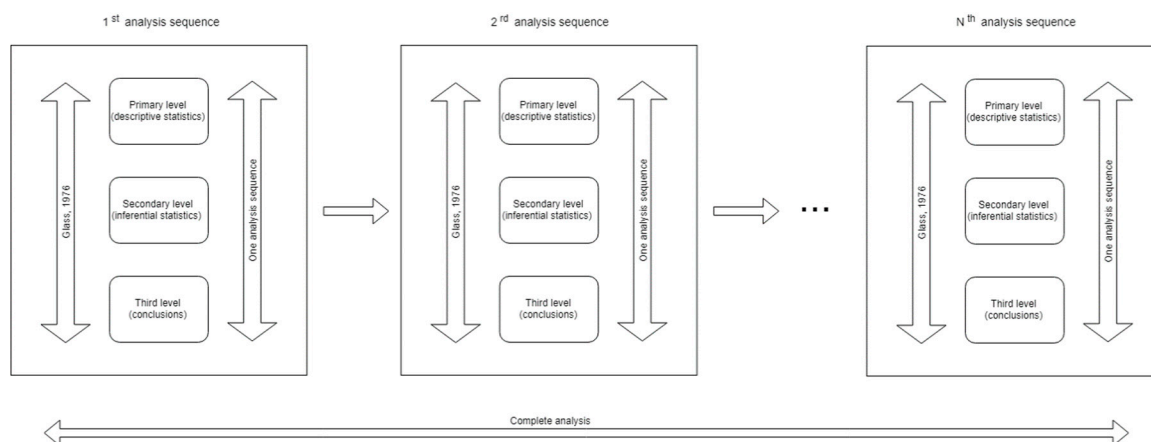 1 st analysis sequence
2 rd analysis sequence
N th analysis sequence
Glass, 1976
Primary level
(descriptive statistics)
Secondary level
(inferential statistics)
Third level
(conclusions)
One analysis sequence
Glass, 1976
Primary level
(descriptive statistics)
Secondary level
(inferential statistics)
Third level
(conclusions)
One analysis sequence
...
Glass, 1976
Primary level
(descriptive statistics)
Secondary level
(inferential statistics)
Third level
(conclusions)
One analysis sequence
Complete analysis